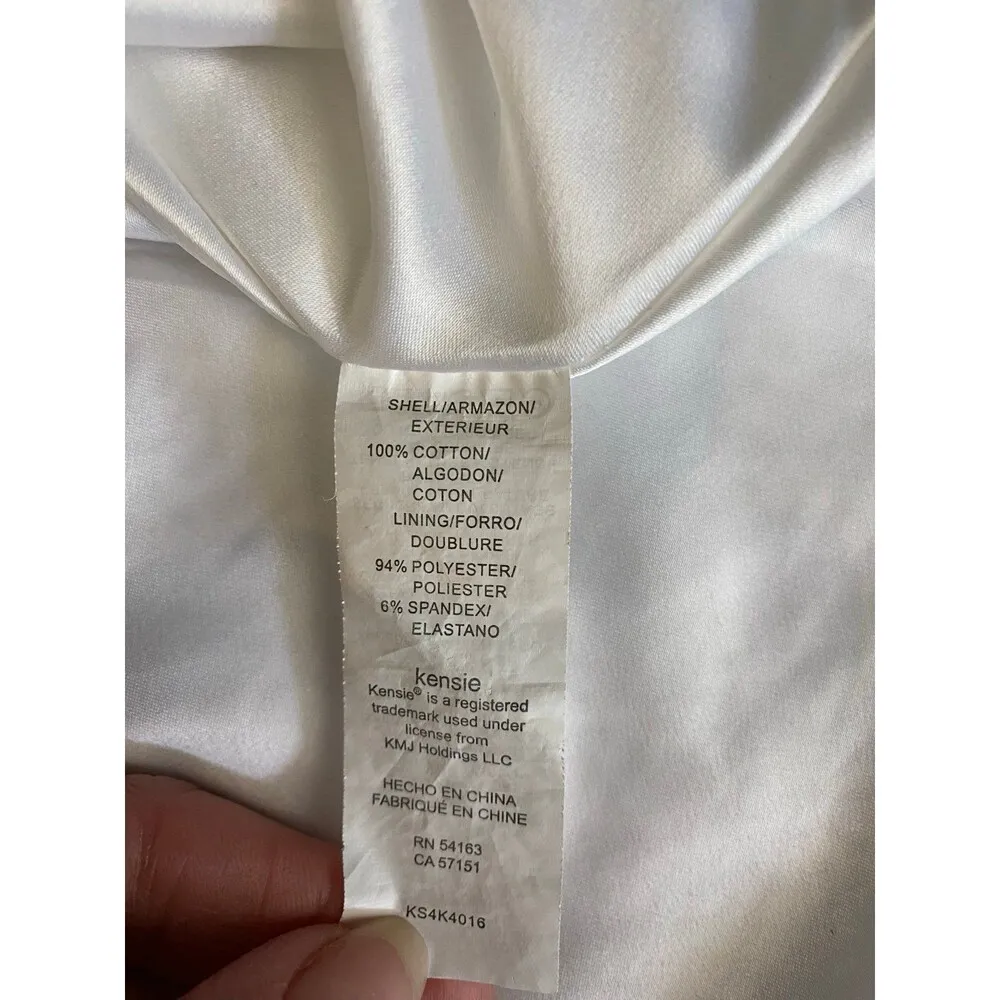 SHELL/ARMAZON/
EXTERIEUR
100% COTTON/
ALGODON/
COTON
LINING/FORRO/
DOUBLURE
94% POLYESTER/
POLIESTER
6% SPANDEX/
ELASTANO
kensie
Kensie® is a registered
trademark used under
license from
KMJ Holdings LLC
HECHO EN CHINA
FABRIQUÉ EN CHINE
RN 54163
CA 57151
KS4K4016